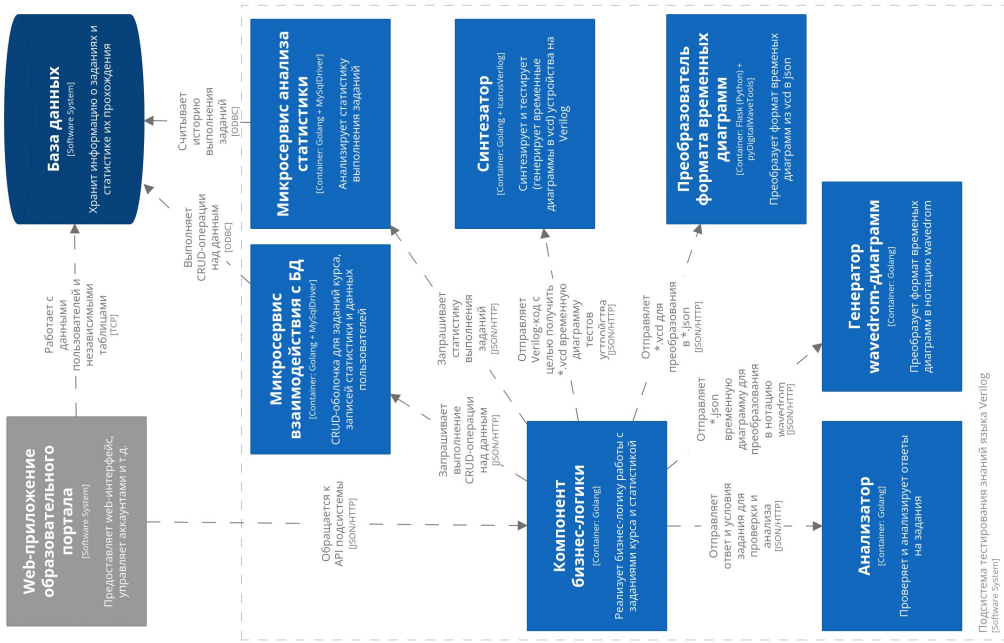 Web-приложение
образовательного
портала
[Software System]
Предоставляет web-интерфейс,
управляет аккаунтами и т.д.
Работает с
данными
пользователей и
независимыми
таблицами
[TCP]
База данных
[Software System]
Хранит информацию о заданиях и
статистике их прохождения
Обращается к
API подсистемы
[JSON/HTTP]
Выполняет
CRUD-операции
над данным
[ODBC]
Считывает
историю
выполнения
заданий
[ODBC]
Микросервис
взаимодействия с БД
[Container: Golang + MySqlDriver]
CRUD-оболочка для заданий курса,
записей статистики и данных
пользователей
Микросервис анализа
статистики
[Container: Golang + MySqlDriver]
Анализирует статистику
выполнения заданий
Запрашивает
выполнение
CRUD-операции
над данным
[JSON/HTTP]
Запрашивает
статистику
выполнения
заданий
[JSON/HTTP]
Компонент
бизнес-логики
[Container: Golang]
Реализует бизнес-логику работы с
заданиями курса и статистикой
Отправляет
Verilog-код с
целью получить
*.vcd временную
диаграмму
тестов
устройства
[JSON/HTTP]
Синтезатор
[Container: Golang + IcarusVerilog]
Синтезирует и тестирует
(генерирует временные
диаграммы в vcd) устройства на
Verilog
Отправялет
*.vcd для
преобразования
в *.json
[JSON/HTTP]
Преобразователь
формата временных
диаграмм
[Container: Flask (Python) +
pyDigitalWaveTools]
Преобразует формат временых
диаграм из vcd в json
Отправляет
ответ и условия
задания для
проверки и
анализа
[JSON/HTTP]
Отправляет
*.json
временную
диаграмму для
преобразования
в нотацию
wavedrom
[JSON/HTTP]
Анализатор
[Container: Golang]
Проверяет и анализирует ответы
на задания
Генератор
wavedrom-диаграмм
[Container: Golang]
Преобразует формат временых
диаграмм в нотацию wavedrom
Подсистема тестирования знаний языка Verilog
[Software System]